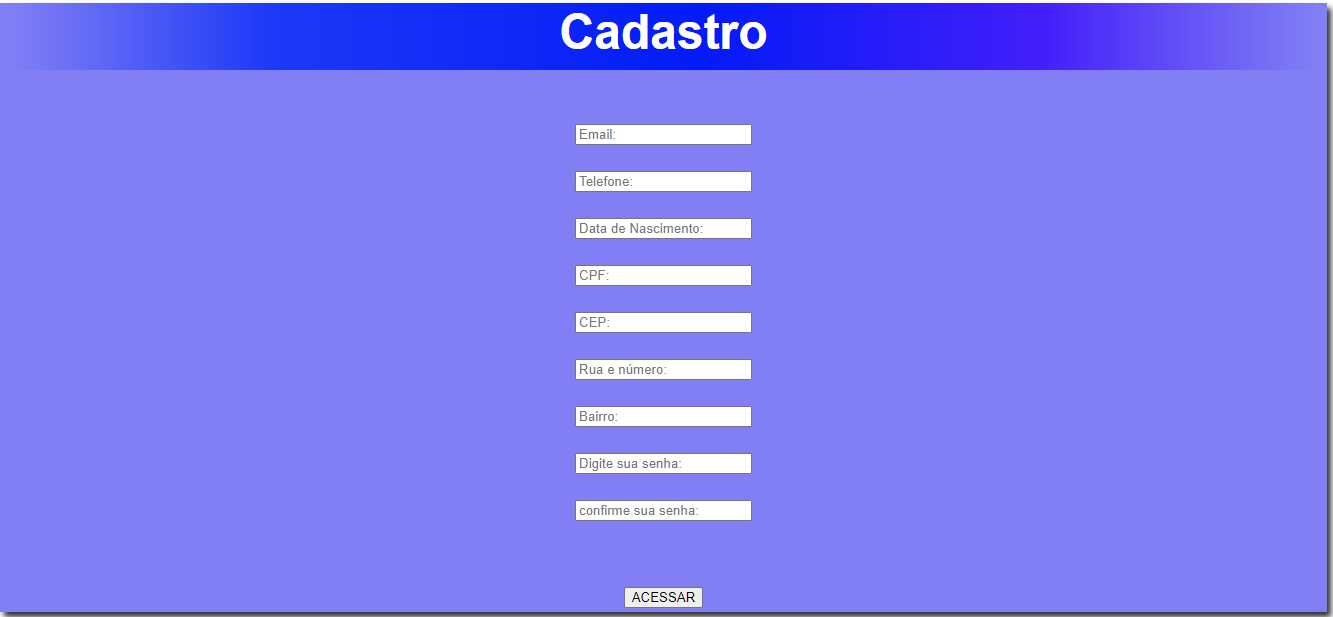 Cadastro
Email:
Telefone:
Data de Nascimento:
CPF:
CEP:
Rua e número:
Bairro:
Digite sua senha:
confirme sua senha:
ACESSAR